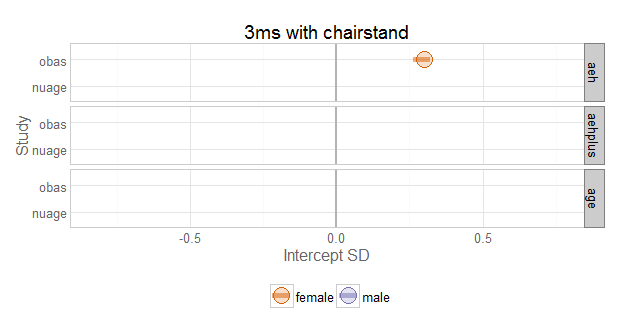 3ms with chairstand
obas
nuage
aeh
obas
nuage
aehplus
obas
nuage
age
Study
-0.5 0.0 0.5
Intercept SD
female male